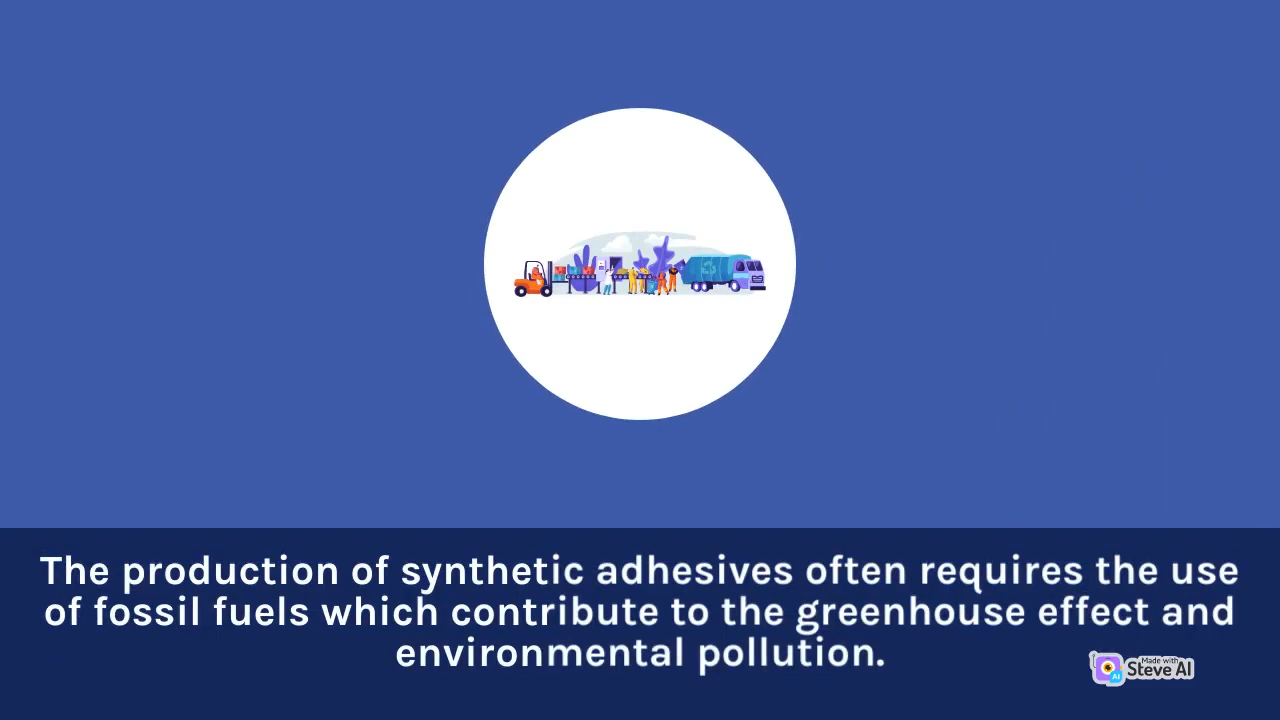 The production of synthetic adhesives often requires the use
of fossil fuels which contribute to the greenhouse effect and
environmental pollution.
Made with
Steve AI
AI